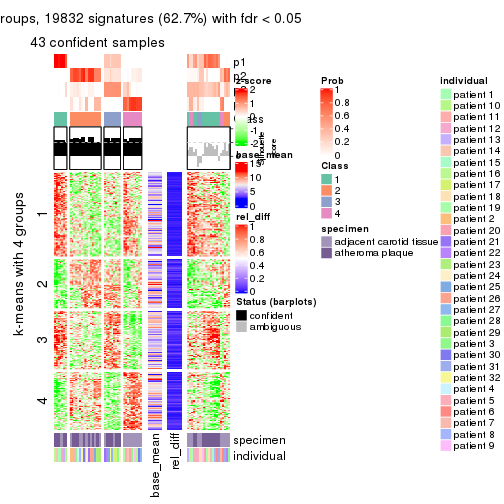 roups, 19832 signatures (62.7%) with fdr < 0.05
43 confident samples
p1
p2
z-score
2
1
0
-1
-2
base_mean
15
10
5
0
rel_diff
1
0.8
0.6
0.4
0.2
0
Status (barplots)
confident
ambiguous
Prob
1
0.8
0.6
0.4
0.2
0
Class
1
2
3
4
specimen
adjacent carotid tissue
atheroma plaque
individual
patient 1
patient 10
patient 11
patient 12
patient 13
patient 14
patient 15
patient 16
patient 17
patient 18
patient 19
patient 2
patient 20
patient 21
patient 22
patient 23
patient 24
patient 25
patient 26
patient 27
patient 28
patient 29
patient 3
patient 30
patient 31
patient 32
patient 4
patient 5
patient 6
patient 7
patient 8
patient 9
k-means with 4 groups
1
2
3
4
specimen
individual
base_mean
rel_diff